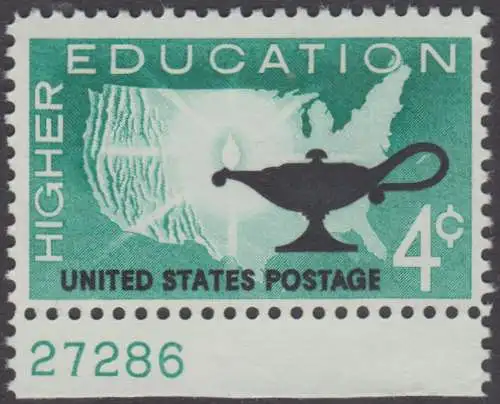 HIGHER
EDUCATION
4¢
UNITED STATES POSTAGE
27286